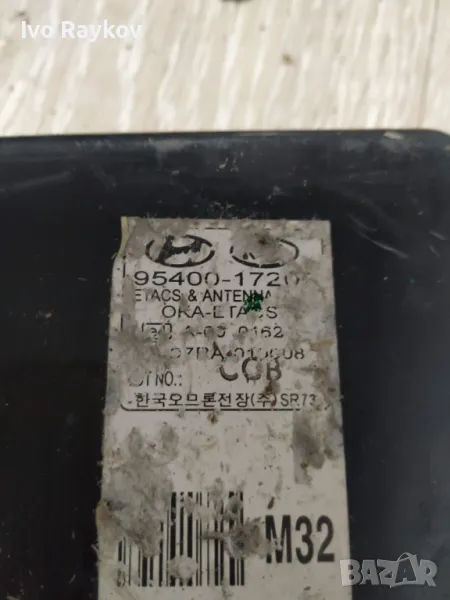 Ivo Raykov
95400-1720
ETACS & ANTENNA
OKA-ETACS
LOT NO.: COB
한국오므론전장(주) SR73
M32
bazar